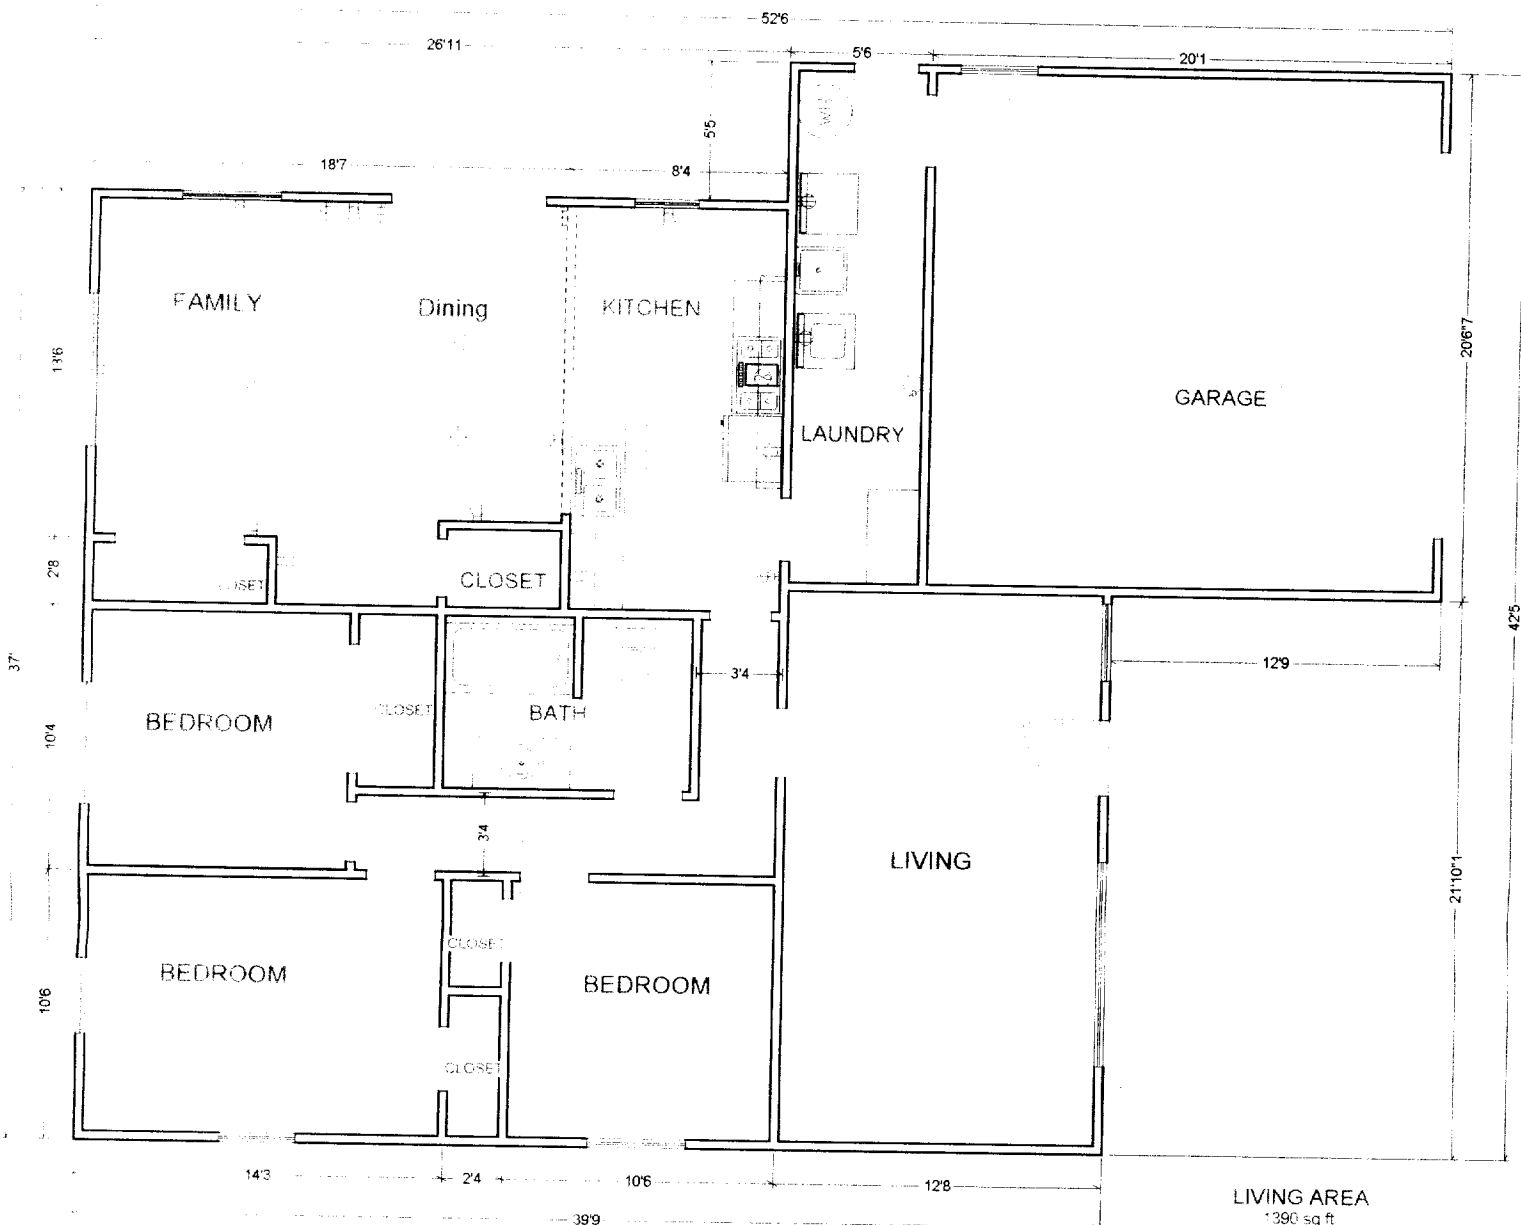 52'6
26'11
5'6
20'1
5'5
18'7
8'4
WH
FAMILY
Dining
KITCHEN
13'6
20'6"7
GARAGE
LAUNDRY
2'8
CLOSET
CLOSET
42'5
37'
12'9
3'4
BEDROOM
CLOSET
BATH
10'4
3'4
LIVING
21'10"1
CLOSET
BEDROOM
BEDROOM
10'6
CLOSET
14'3
2'4
10'6
12'8
39'9
LIVING AREA
1390 sq ft